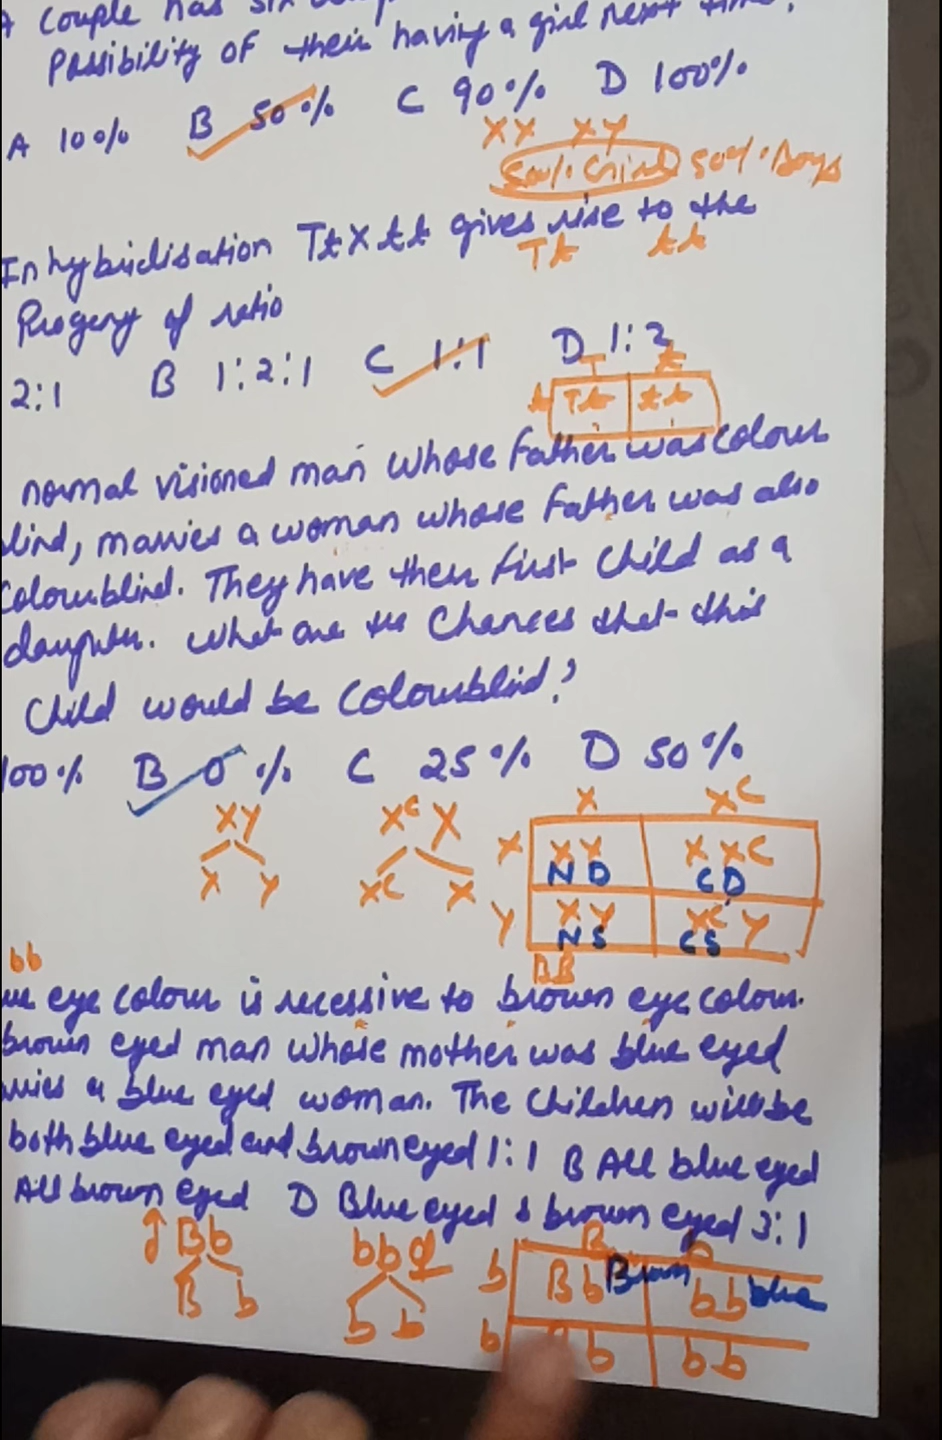 A couple has six
Possibility of their having a girl next time?
A 10% B 50% C 90% D 100%
XX XY
50% Girls 50% Boys
In hybridisation Tt X tt gives rise to the
Tt tt
Progeny of ratio
2:1 B 1:2:1 C 1:1 D 1:2
T t
t Tt tt
normal visioned man whose father was colour
blind, marries a woman whose father was also
Colourblind. They have their first child as a
daughter. What are the Chances that this
Child would be Colourblind?
100% B 0% C 25% D 50%
XY XᶜX X Xᶜ
X Y Xᶜ X
X XX XXᶜ
ND CD
Y XY XᶜY
NS CS
bb BB
ue eye colour is recessive to brown eye colour.
brown eyed man whose mother was blue eyed
arries a blue eyed woman. The Children will be
both blue eyed and brown eyed 1:1 B All blue eyed
All brown eyed D Blue eyed & brown eyed 3:1
Bb bb ♀ B b
B b b b
b Bb Brown bb blue
b b bb